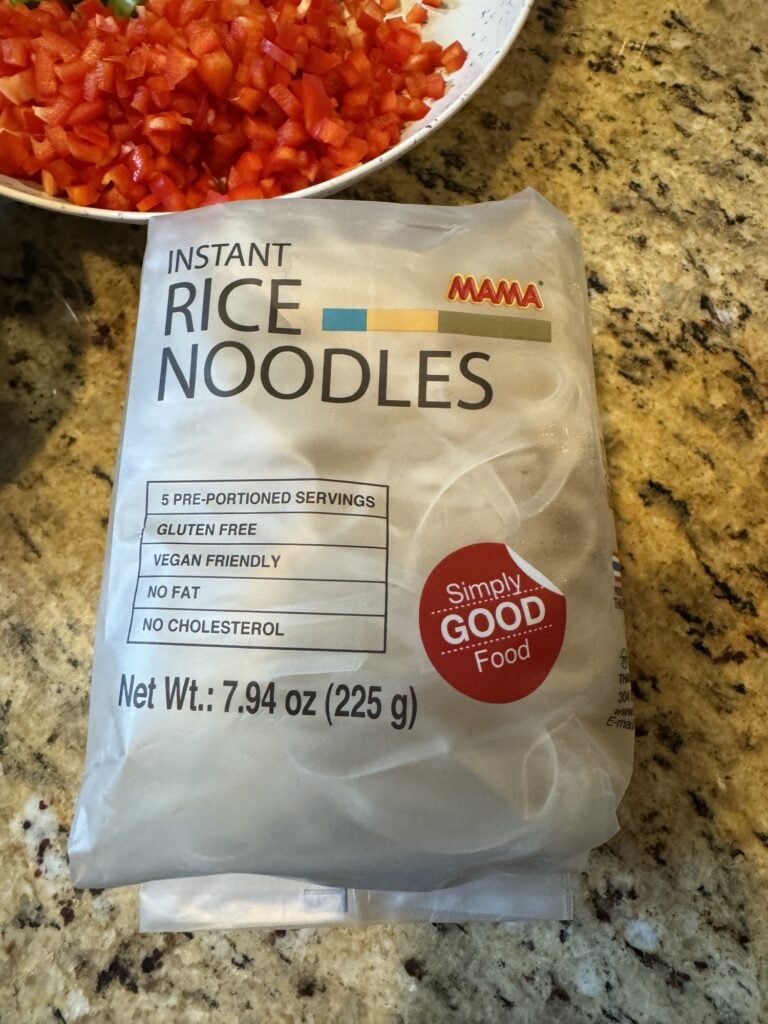 INSTANT
RICE
NOODLES
MAMA
5 PRE-PORTIONED SERVINGS
GLUTEN FREE
VEGAN FRIENDLY
NO FAT
NO CHOLESTEROL
Simply
GOOD
Food
Net Wt.: 7.94 oz (225 g)
304